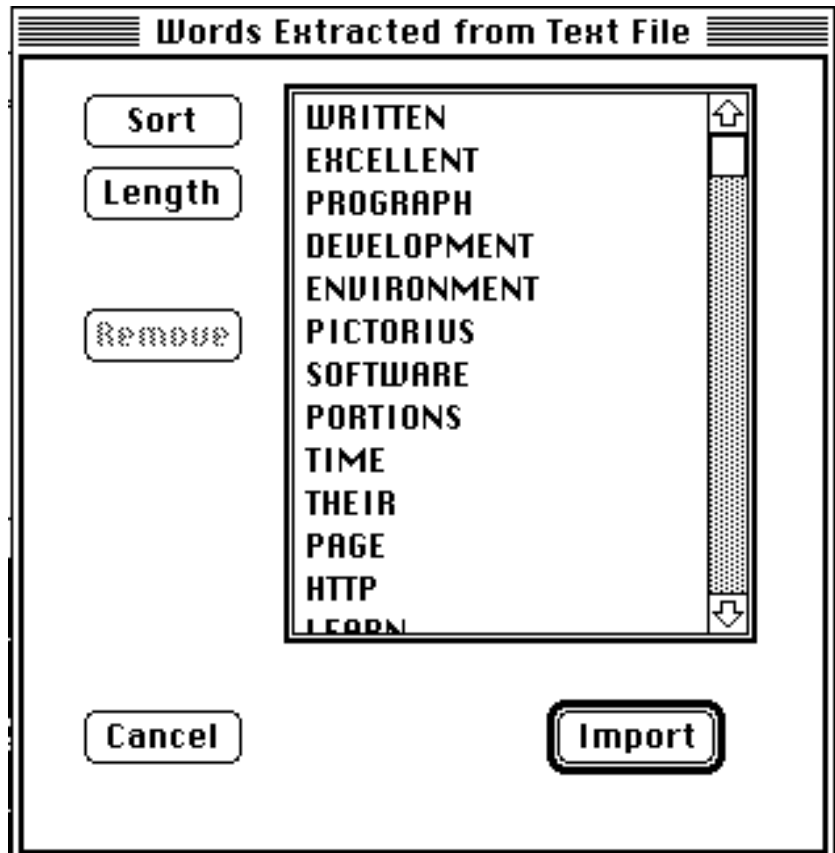 Words Extracted from Text File
Sort
Length
Remove
WRITTEN
EXCELLENT
PROGRAPH
DEVELOPMENT
ENVIRONMENT
PICTORIUS
SOFTWARE
PORTIONS
TIME
THEIR
PAGE
HTTP
LEARN
Cancel
Import